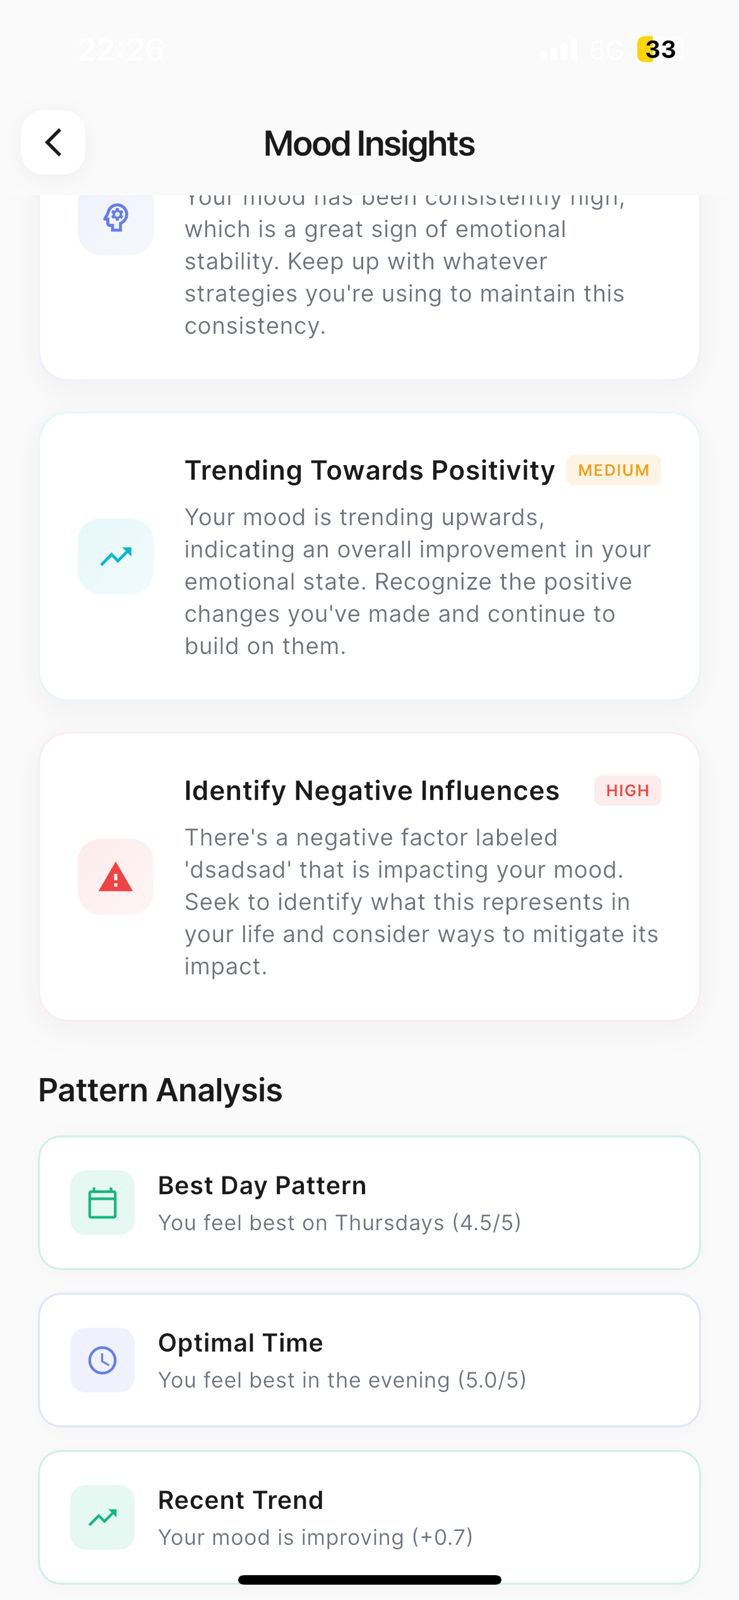 22:26
5G
33
Mood Insights
Your mood has been consistently high,
which is a great sign of emotional
stability. Keep up with whatever
strategies you're using to maintain this
consistency.
Trending Towards Positivity
MEDIUM
Your mood is trending upwards,
indicating an overall improvement in your
emotional state. Recognize the positive
changes you've made and continue to
build on them.
Identify Negative Influences
HIGH
There's a negative factor labeled
'dsadsad' that is impacting your mood.
Seek to identify what this represents in
your life and consider ways to mitigate its
impact.
Pattern Analysis
Best Day Pattern
You feel best on Thursdays (4.5/5)
Optimal Time
You feel best in the evening (5.0/5)
Recent Trend
Your mood is improving (+0.7)